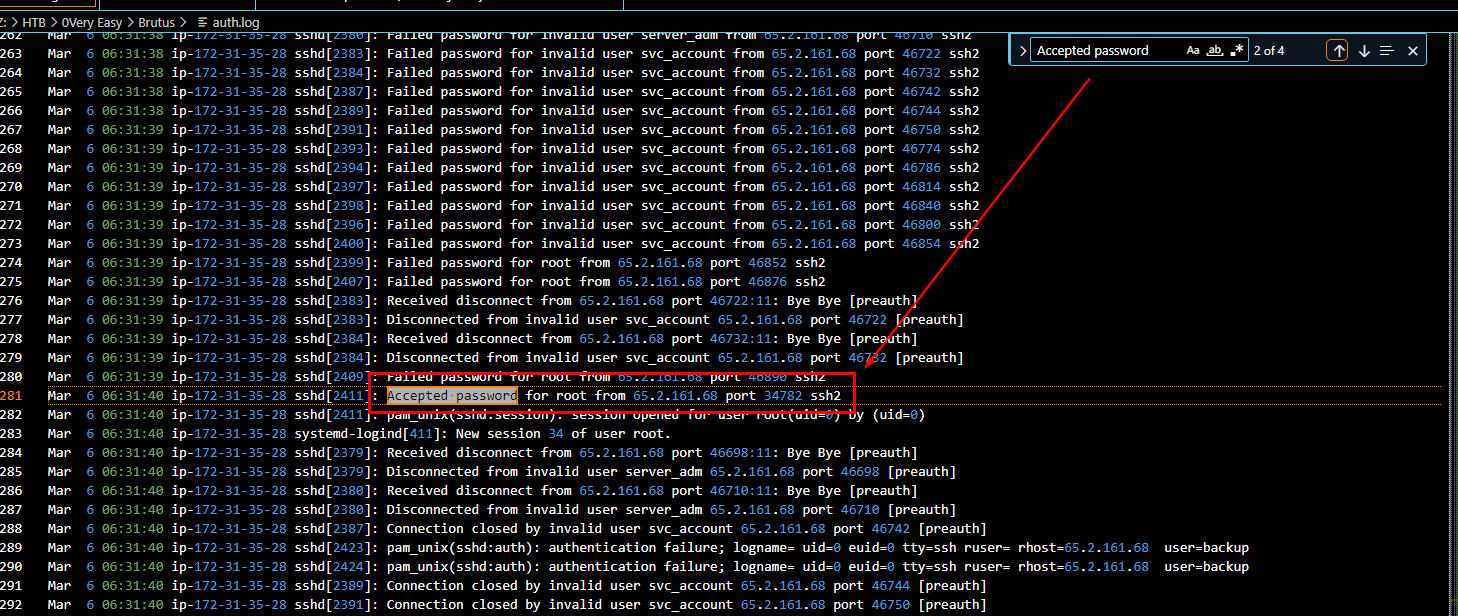 Z: > HTB > 0Very Easy > Brutus > auth.log
Accepted password Aa ab 2 of 4
262 Mar 6 06:31:38 ip-172-31-35-28 sshd[2380]: Failed password for invalid user server_adm from 65.2.161.68 port 46710 ssh2
263 Mar 6 06:31:38 ip-172-31-35-28 sshd[2383]: Failed password for invalid user svc_account from 65.2.161.68 port 46722 ssh2
264 Mar 6 06:31:38 ip-172-31-35-28 sshd[2384]: Failed password for invalid user svc_account from 65.2.161.68 port 46732 ssh2
265 Mar 6 06:31:38 ip-172-31-35-28 sshd[2387]: Failed password for invalid user svc_account from 65.2.161.68 port 46742 ssh2
266 Mar 6 06:31:38 ip-172-31-35-28 sshd[2389]: Failed password for invalid user svc_account from 65.2.161.68 port 46744 ssh2
267 Mar 6 06:31:39 ip-172-31-35-28 sshd[2391]: Failed password for invalid user svc_account from 65.2.161.68 port 46750 ssh2
268 Mar 6 06:31:39 ip-172-31-35-28 sshd[2393]: Failed password for invalid user svc_account from 65.2.161.68 port 46774 ssh2
269 Mar 6 06:31:39 ip-172-31-35-28 sshd[2394]: Failed password for invalid user svc_account from 65.2.161.68 port 46786 ssh2
270 Mar 6 06:31:39 ip-172-31-35-28 sshd[2397]: Failed password for invalid user svc_account from 65.2.161.68 port 46814 ssh2
271 Mar 6 06:31:39 ip-172-31-35-28 sshd[2398]: Failed password for invalid user svc_account from 65.2.161.68 port 46840 ssh2
272 Mar 6 06:31:39 ip-172-31-35-28 sshd[2396]: Failed password for invalid user svc_account from 65.2.161.68 port 46800 ssh2
273 Mar 6 06:31:39 ip-172-31-35-28 sshd[2400]: Failed password for invalid user svc_account from 65.2.161.68 port 46854 ssh2
274 Mar 6 06:31:39 ip-172-31-35-28 sshd[2399]: Failed password for root from 65.2.161.68 port 46852 ssh2
275 Mar 6 06:31:39 ip-172-31-35-28 sshd[2407]: Failed password for root from 65.2.161.68 port 46876 ssh2
276 Mar 6 06:31:39 ip-172-31-35-28 sshd[2383]: Received disconnect from 65.2.161.68 port 46722:11: Bye Bye [preauth]
277 Mar 6 06:31:39 ip-172-31-35-28 sshd[2383]: Disconnected from invalid user svc_account 65.2.161.68 port 46722 [preauth]
278 Mar 6 06:31:39 ip-172-31-35-28 sshd[2384]: Received disconnect from 65.2.161.68 port 46732:11: Bye Bye [preauth]
279 Mar 6 06:31:39 ip-172-31-35-28 sshd[2384]: Disconnected from invalid user svc_account 65.2.161.68 port 46732 [preauth]
280 Mar 6 06:31:39 ip-172-31-35-28 sshd[2409]: Failed password for root from 65.2.161.68 port 46890 ssh2
281 Mar 6 06:31:40 ip-172-31-35-28 sshd[2411]: Accepted password for root from 65.2.161.68 port 34782 ssh2
282 Mar 6 06:31:40 ip-172-31-35-28 sshd[2411]: pam_unix(sshd:session): session opened for user root(uid=0) by (uid=0)
283 Mar 6 06:31:40 ip-172-31-35-28 systemd-logind[411]: New session 34 of user root.
284 Mar 6 06:31:40 ip-172-31-35-28 sshd[2379]: Received disconnect from 65.2.161.68 port 46698:11: Bye Bye [preauth]
285 Mar 6 06:31:40 ip-172-31-35-28 sshd[2379]: Disconnected from invalid user server_adm 65.2.161.68 port 46698 [preauth]
286 Mar 6 06:31:40 ip-172-31-35-28 sshd[2380]: Received disconnect from 65.2.161.68 port 46710:11: Bye Bye [preauth]
287 Mar 6 06:31:40 ip-172-31-35-28 sshd[2380]: Disconnected from invalid user server_adm 65.2.161.68 port 46710 [preauth]
288 Mar 6 06:31:40 ip-172-31-35-28 sshd[2387]: Connection closed by invalid user svc_account 65.2.161.68 port 46742 [preauth]
289 Mar 6 06:31:40 ip-172-31-35-28 sshd[2423]: pam_unix(sshd:auth): authentication failure; logname= uid=0 euid=0 tty=ssh ruser= rhost=65.2.161.68 user=backup
290 Mar 6 06:31:40 ip-172-31-35-28 sshd[2424]: pam_unix(sshd:auth): authentication failure; logname= uid=0 euid=0 tty=ssh ruser= rhost=65.2.161.68 user=backup
291 Mar 6 06:31:40 ip-172-31-35-28 sshd[2389]: Connection closed by invalid user svc_account 65.2.161.68 port 46744 [preauth]
292 Mar 6 06:31:40 ip-172-31-35-28 sshd[2391]: Connection closed by invalid user svc_account 65.2.161.68 port 46750 [preauth]